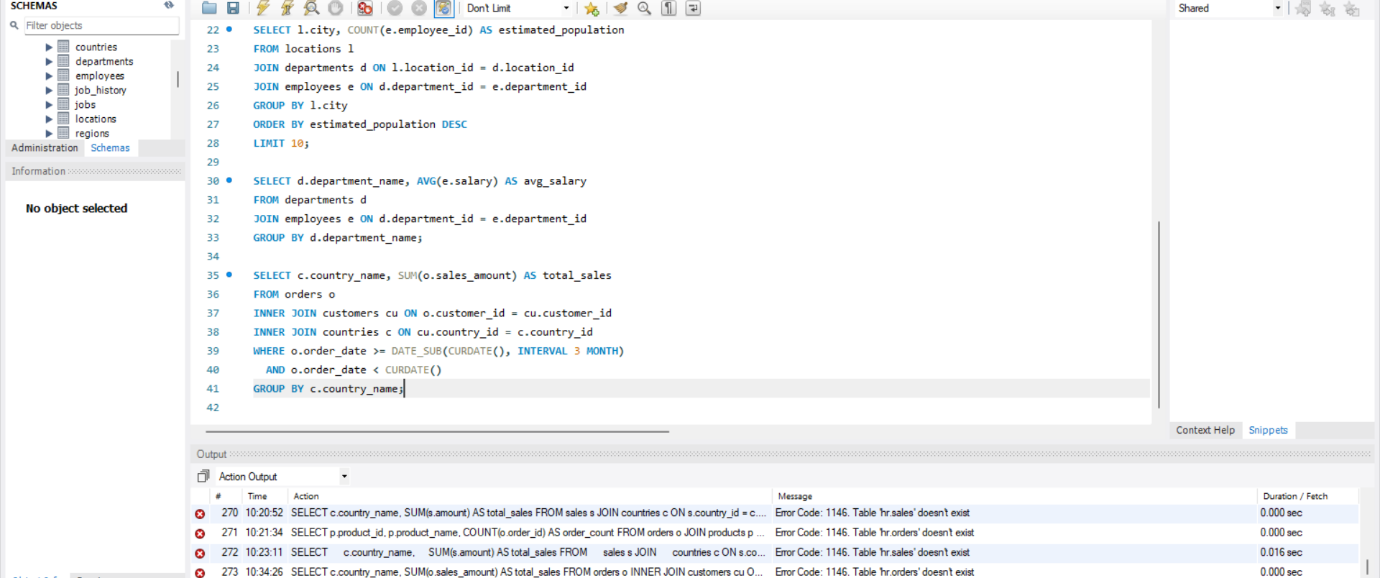 SCHEMAS
Filter objects
countries
departments
employees
job_history
jobs
locations
regions
Administration Schemas
Information
No object selected
Don't Limit
22 SELECT l.city, COUNT(e.employee_id) AS estimated_population
23 FROM locations l
24 JOIN departments d ON l.location_id = d.location_id
25 JOIN employees e ON d.department_id = e.department_id
26 GROUP BY l.city
27 ORDER BY estimated_population DESC
28 LIMIT 10;
29
30 SELECT d.department_name, AVG(e.salary) AS avg_salary
31 FROM departments d
32 JOIN employees e ON d.department_id = e.department_id
33 GROUP BY d.department_name;
34
35 SELECT c.country_name, SUM(o.sales_amount) AS total_sales
36 FROM orders o
37 INNER JOIN customers cu ON o.customer_id = cu.customer_id
38 INNER JOIN countries c ON cu.country_id = c.country_id
39 WHERE o.order_date >= DATE_SUB(CURDATE(), INTERVAL 3 MONTH)
40 AND o.order_date < CURDATE()
41 GROUP BY c.country_name;
42
Shared
Context Help Snippets
Output
Action Output
# Time Action Message Duration / Fetch
270 10:20:52 SELECT c.country_name, SUM(s.amount) AS total_sales FROM sales s JOIN countries c ON s.country_id = c.... Error Code: 1146. Table 'hr.sales' doesn't exist 0.000 sec
271 10:21:34 SELECT p.product_id, p.product_name, COUNT(o.order_id) AS order_count FROM orders o JOIN products p ... Error Code: 1146. Table 'hr.orders' doesn't exist 0.000 sec
272 10:23:11 SELECT c.country_name, SUM(s.amount) AS total_sales FROM sales s JOIN countries c ON s.co... Error Code: 1146. Table 'hr.sales' doesn't exist 0.016 sec
273 10:34:26 SELECT c.country_name, SUM(o.sales_amount) AS total_sales FROM orders o INNER JOIN customers cu O... Error Code: 1146. Table 'hr.orders' doesn't exist 0.000 sec